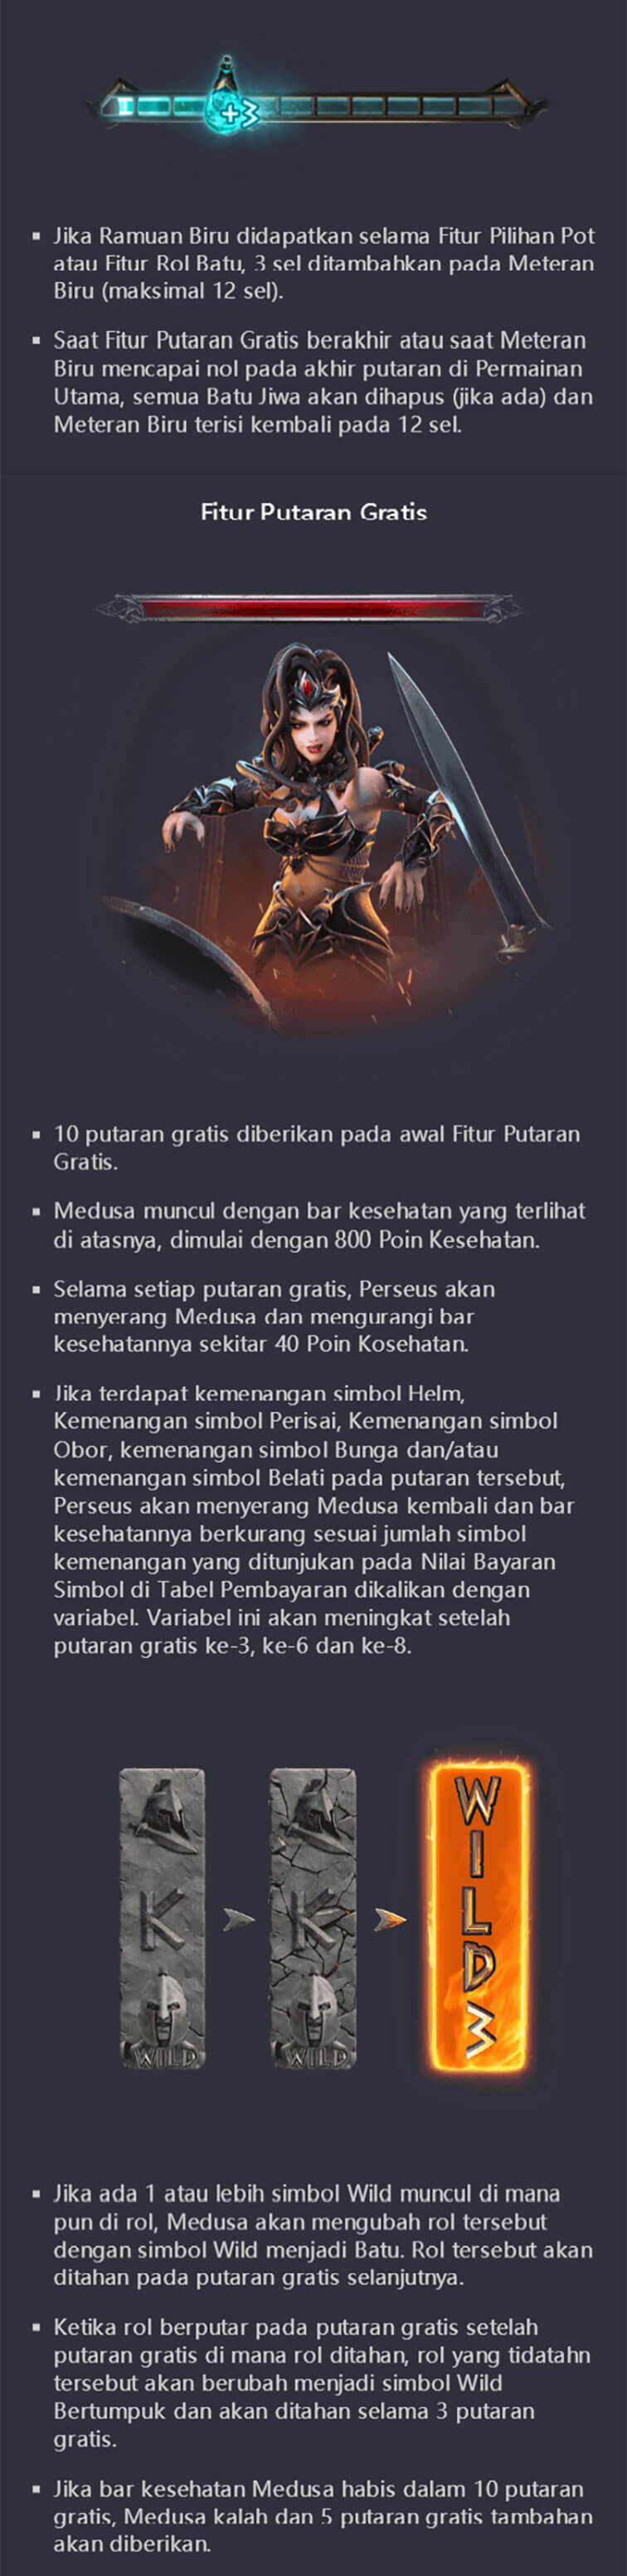 +3
▪ Jika Ramuan Biru didapatkan selama Fitur Pilihan Pot
atau Fitur Rol Batu, 3 sel ditambahkan pada Meteran
Biru (maksimal 12 sel).
▪ Saat Fitur Putaran Gratis berakhir atau saat Meteran
Biru mencapai nol pada akhir putaran di Permainan
Utama, semua Batu Jiwa akan dihapus (jika ada) dan
Meteran Biru terisi kembali pada 12 sel.
Fitur Putaran Gratis
▪ 10 putaran gratis diberikan pada awal Fitur Putaran
Gratis.
▪ Medusa muncul dengan bar kesehatan yang terlihat
di atasnya, dimulai dengan 800 Poin Kesehatan.
▪ Selama setiap putaran gratis, Perseus akan
menyerang Medusa dan mengurangi bar
kesehatannya sekitar 40 Poin Kosehatan.
▪ Jika terdapat kemenangan simbol Helm,
Kemenangan simbol Perisai, Kemenangan simbol
Obor, kemenangan simbol Bunga dan/atau
kemenangan simbol Belati pada putaran tersebut,
Perseus akan menyerang Medusa kembali dan bar
kesehatannya berkurang sesuai jumlah simbol
kemenangan yang ditunjukan pada Nilai Bayaran
Simbol di Tabel Pembayaran dikalikan dengan
variabel. Variabel ini akan meningkat setelah
putaran gratis ke-3, ke-6 dan ke-8.
K
WILD
K
WILD
WILD3
▪ Jika ada 1 atau lebih simbol Wild muncul di mana
pun di rol, Medusa akan mengubah rol tersebut
dengan simbol Wild menjadi Batu. Rol tersebut akan
ditahan pada putaran gratis selanjutnya.
▪ Ketika rol berputar pada putaran gratis setelah
putaran gratis di mana rol ditahan, rol yang tidatahn
tersebut akan berubah menjadi simbol Wild
Bertumpuk dan akan ditahan selama 3 putaran
gratis.
▪ Jika bar kesehatan Medusa habis dalam 10 putaran
gratis, Medusa kalah dan 5 putaran gratis tambahan
akan diberikan.